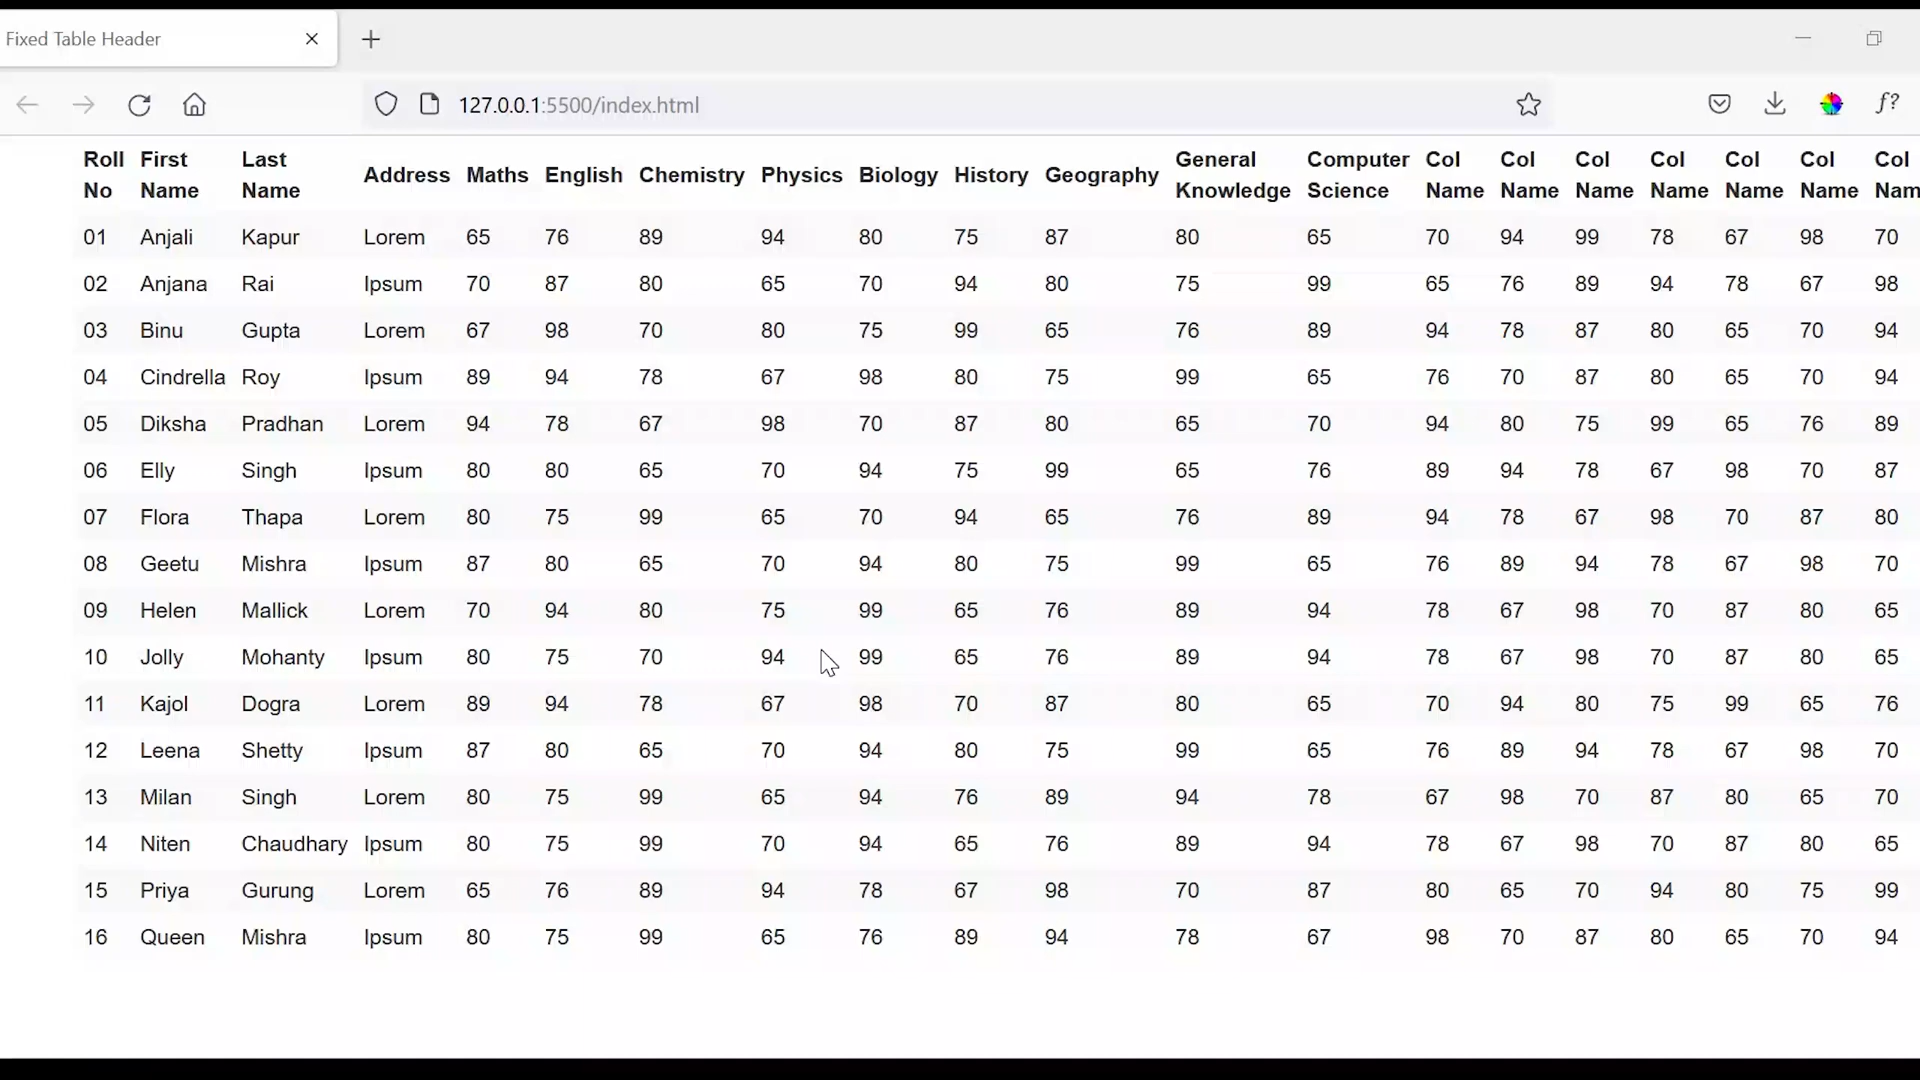 Fixed Table Header
127.0.0.1:5500/index.html
f?
Roll No First Name Last Name Address Maths English Chemistry Physics Biology History Geography General Knowledge Computer Science Col Name Col Name Col Name Col Name Col Name Col Name Col Nam
01 Anjali Kapur Lorem 65 76 89 94 80 75 87 80 65 70 94 99 78 67 98 70
02 Anjana Rai Ipsum 70 87 80 65 70 94 80 75 99 65 76 89 94 78 67 98
03 Binu Gupta Lorem 67 98 70 80 75 99 65 76 89 94 78 87 80 65 70 94
04 Cindrella Roy Ipsum 89 94 78 67 98 80 75 99 65 76 70 87 80 65 70 94
05 Diksha Pradhan Lorem 94 78 67 98 70 87 80 65 70 94 80 75 99 65 76 89
06 Elly Singh Ipsum 80 80 65 70 94 75 99 65 76 89 94 78 67 98 70 87
07 Flora Thapa Lorem 80 75 99 65 70 94 65 76 89 94 78 67 98 70 87 80
08 Geetu Mishra Ipsum 87 80 65 70 94 80 75 99 65 76 89 94 78 67 98 70
09 Helen Mallick Lorem 70 94 80 75 99 65 76 89 94 78 67 98 70 87 80 65
10 Jolly Mohanty Ipsum 80 75 70 94 99 65 76 89 94 78 67 98 70 87 80 65
11 Kajol Dogra Lorem 89 94 78 67 98 70 87 80 65 70 94 80 75 99 65 76
12 Leena Shetty Ipsum 87 80 65 70 94 80 75 99 65 76 89 94 78 67 98 70
13 Milan Singh Lorem 80 75 99 65 94 76 89 94 78 67 98 70 87 80 65 70
14 Niten Chaudhary Ipsum 80 75 99 70 94 65 76 89 94 78 67 98 70 87 80 65
15 Priya Gurung Lorem 65 76 89 94 78 67 98 70 87 80 65 70 94 80 75 99
16 Queen Mishra Ipsum 80 75 99 65 76 89 94 78 67 98 70 87 80 65 70 94